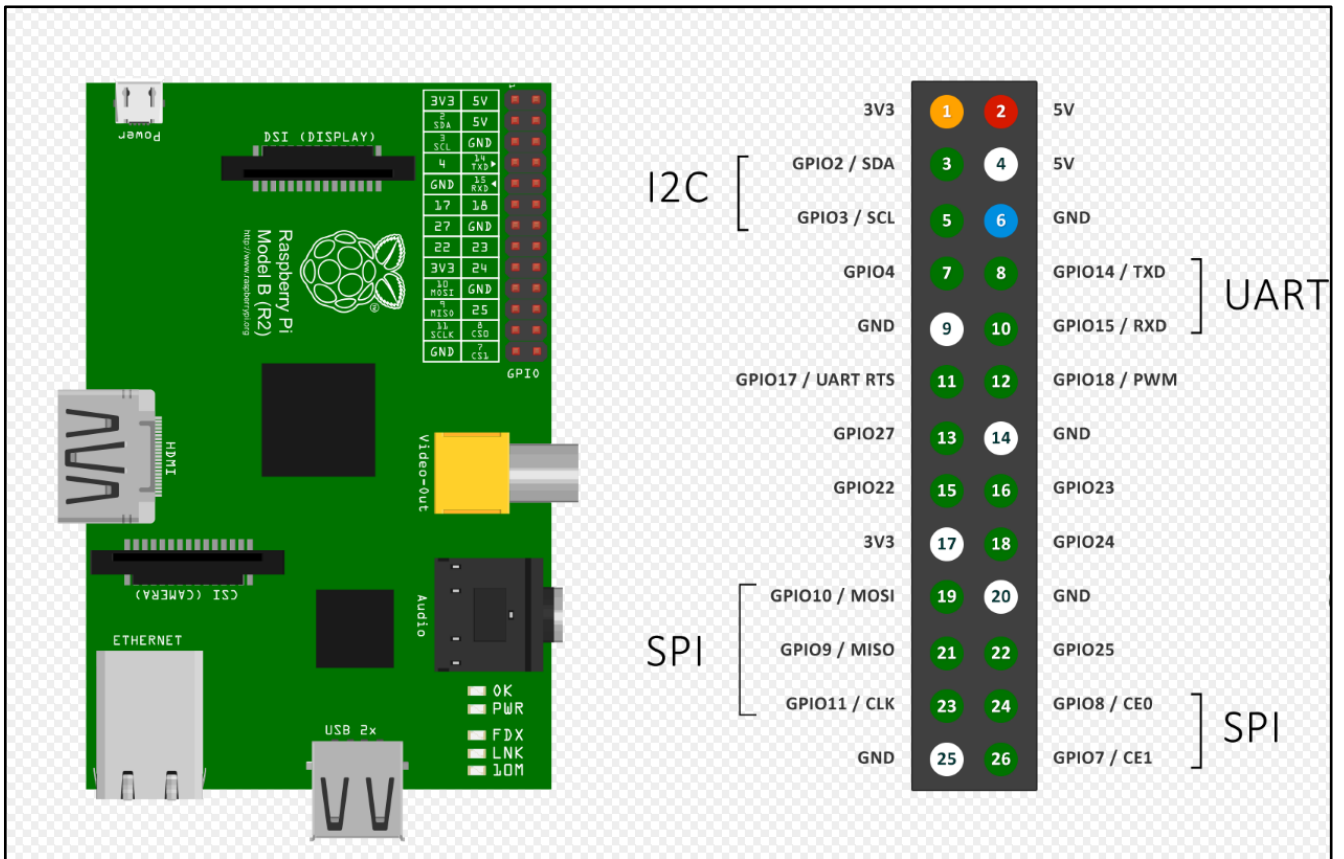 Power
DSI (DISPLAY)
1
3V3 5V
2 SDA 5V
3 SCL GND
4 14 TXD ▸
GND 15 RXD ◂
17 18
27 GND
22 23
3V3 24
10 MOSI GND
9 MISO 25
11 SCLK 8 CS0
GND 7 CS1
GPIO
Raspberry Pi
Model B (R2)
http://www.raspberrypi.org
HDMI
Video-Out
CSI (CAMERA)
Audio
ETHERNET
USB 2x
OK
PWR
FDX
LNK
10M
3V3 1 2 5V
I2C
GPIO2 / SDA 3 4 5V
GPIO3 / SCL 5 6 GND
GPIO4 7 8 GPIO14 / TXD
UART
GND 9 10 GPIO15 / RXD
GPIO17 / UART RTS 11 12 GPIO18 / PWM
GPIO27 13 14 GND
GPIO22 15 16 GPIO23
3V3 17 18 GPIO24
GPIO10 / MOSI 19 20 GND
SPI
GPIO9 / MISO 21 22 GPIO25
GPIO11 / CLK 23 24 GPIO8 / CE0
SPI
GND 25 26 GPIO7 / CE1